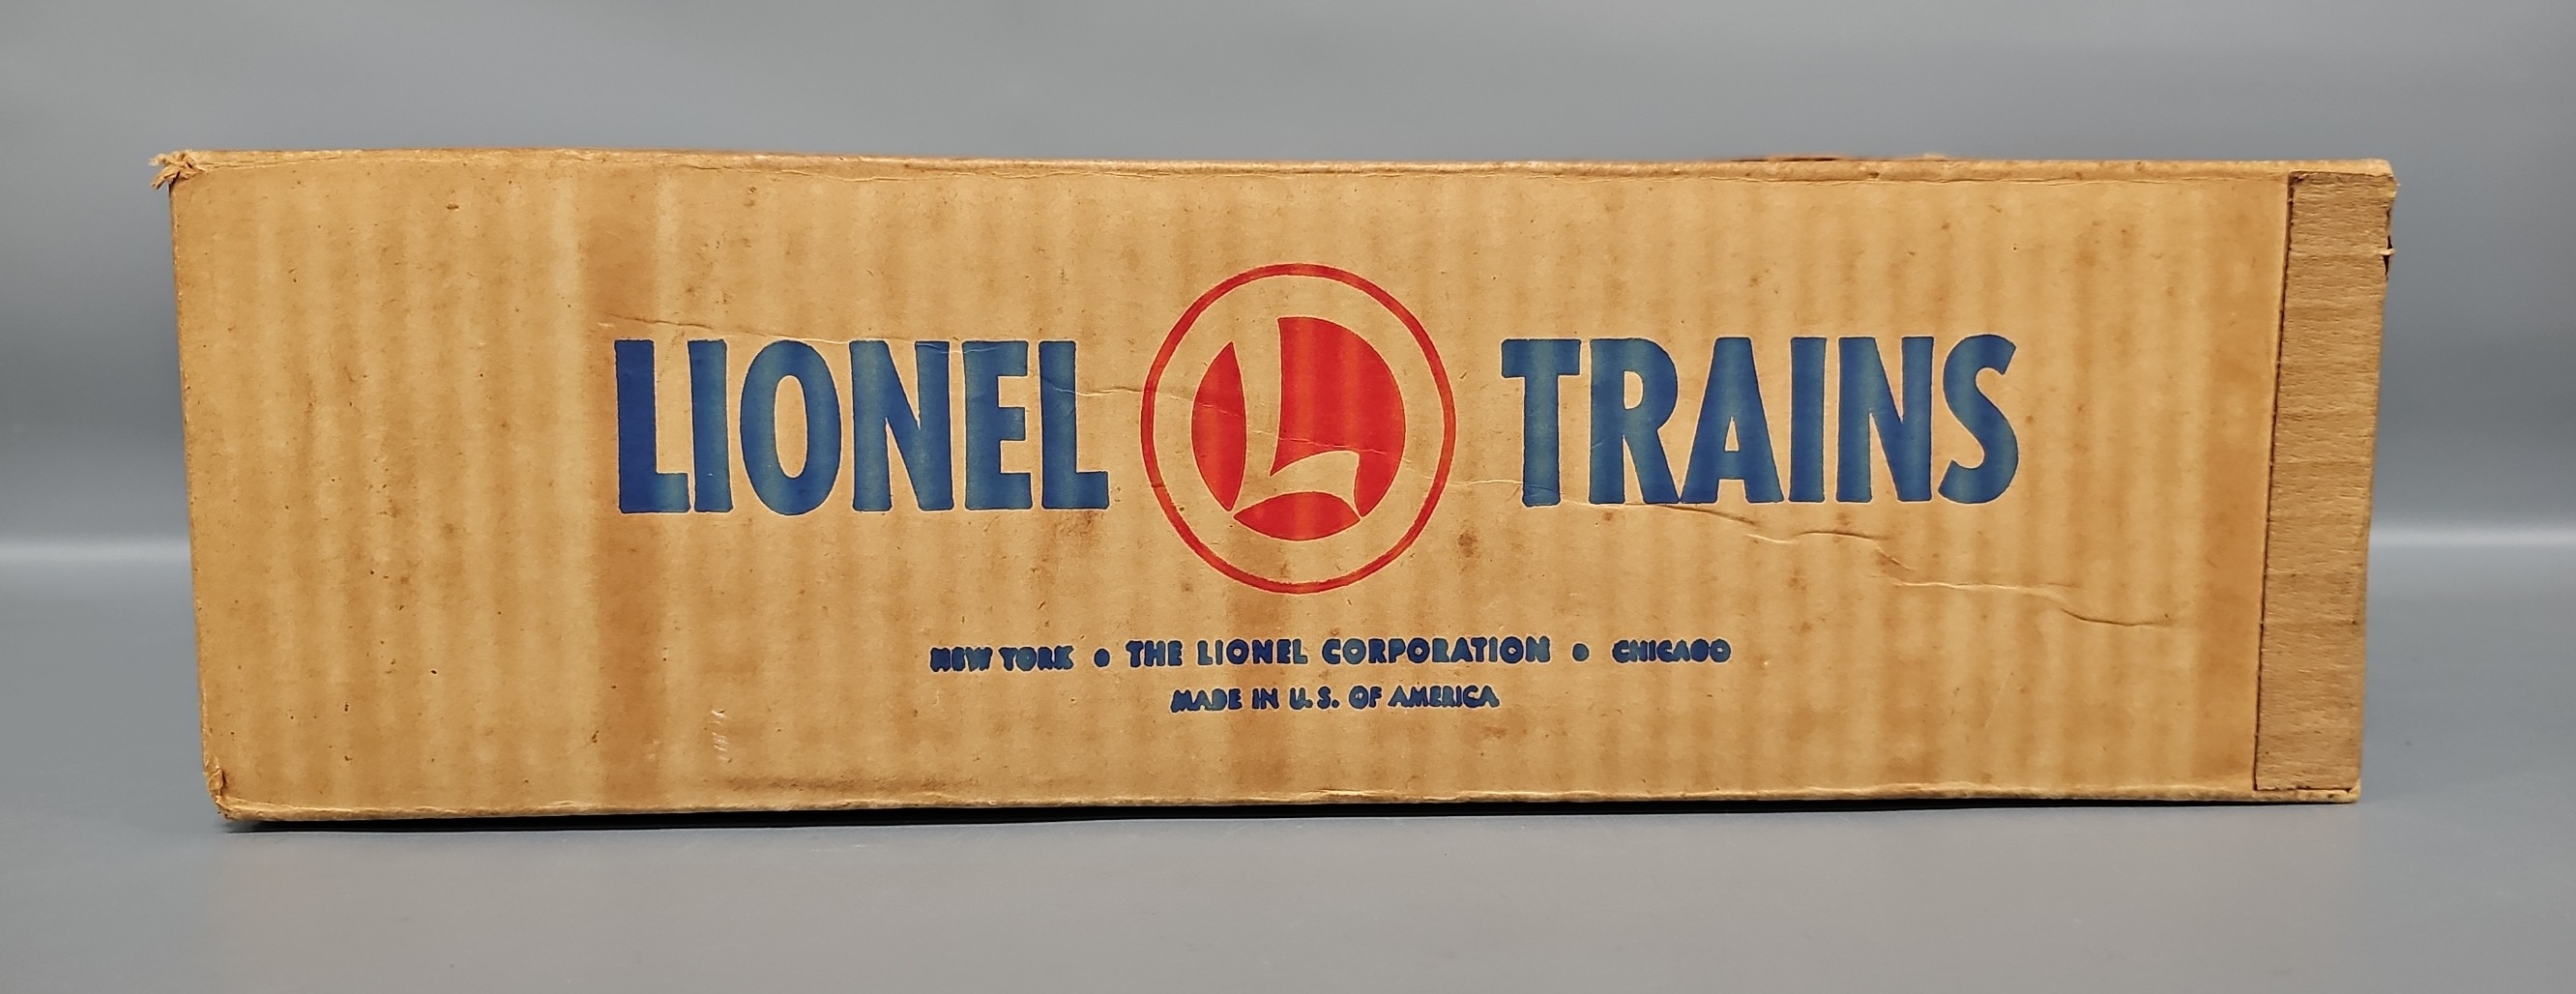 LIONEL L TRAINS
NEW YORK • THE LIONEL CORPORATION • CHICAGO
MADE IN U.S. OF AMERICA